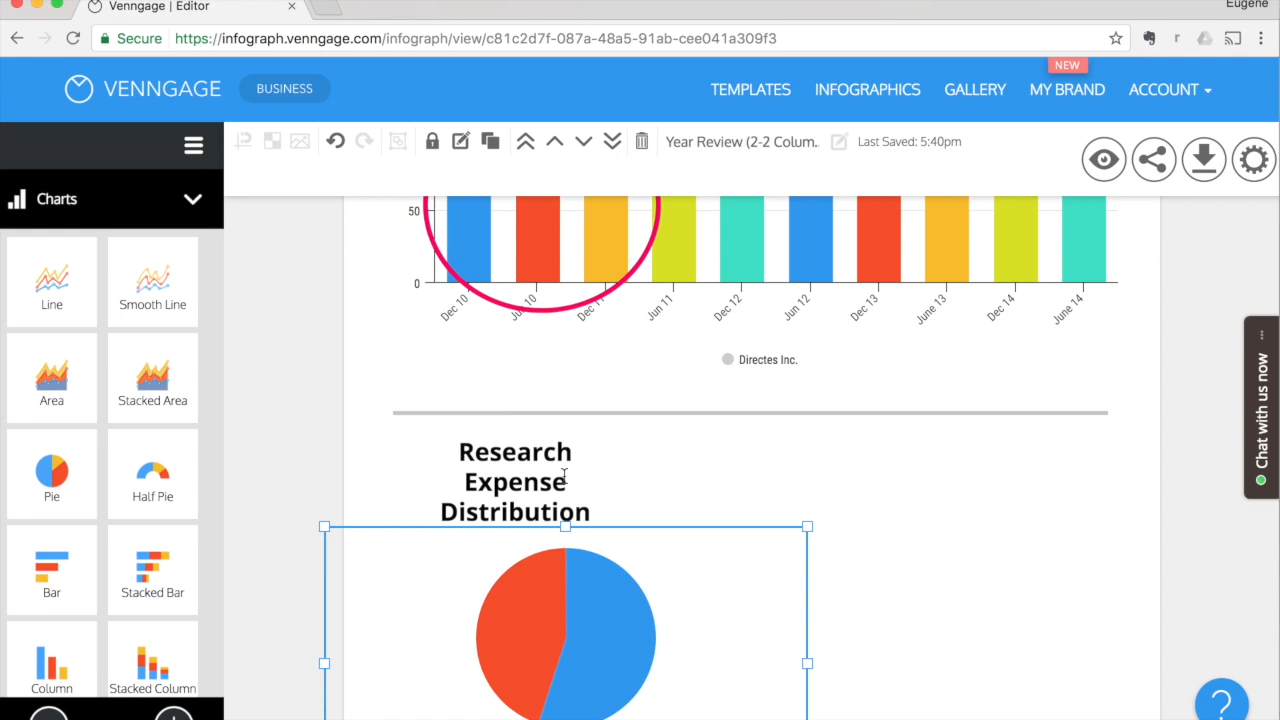 Venngage | Editor
Eugene
Secure https://infograph.venngage.com/infograph/view/c81c2d7f-087a-48a5-91ab-cee041a309f3
VENNGAGE BUSINESS
TEMPLATES INFOGRAPHICS GALLERY NEW MY BRAND ACCOUNT
Year Review (2-2 Colum.
Last Saved: 5:40pm
Charts
Line
Smooth Line
Area
Stacked Area
Pie
Half Pie
Bar
Stacked Bar
Column
Stacked Column
50
0
Dec 10
10
Dec
Jun 11
Dec 12
Jun 12
Dec 13
June 13
Dec 14
June 14
Directes Inc.
Research
Expense
Distribution
Chat with us now
?